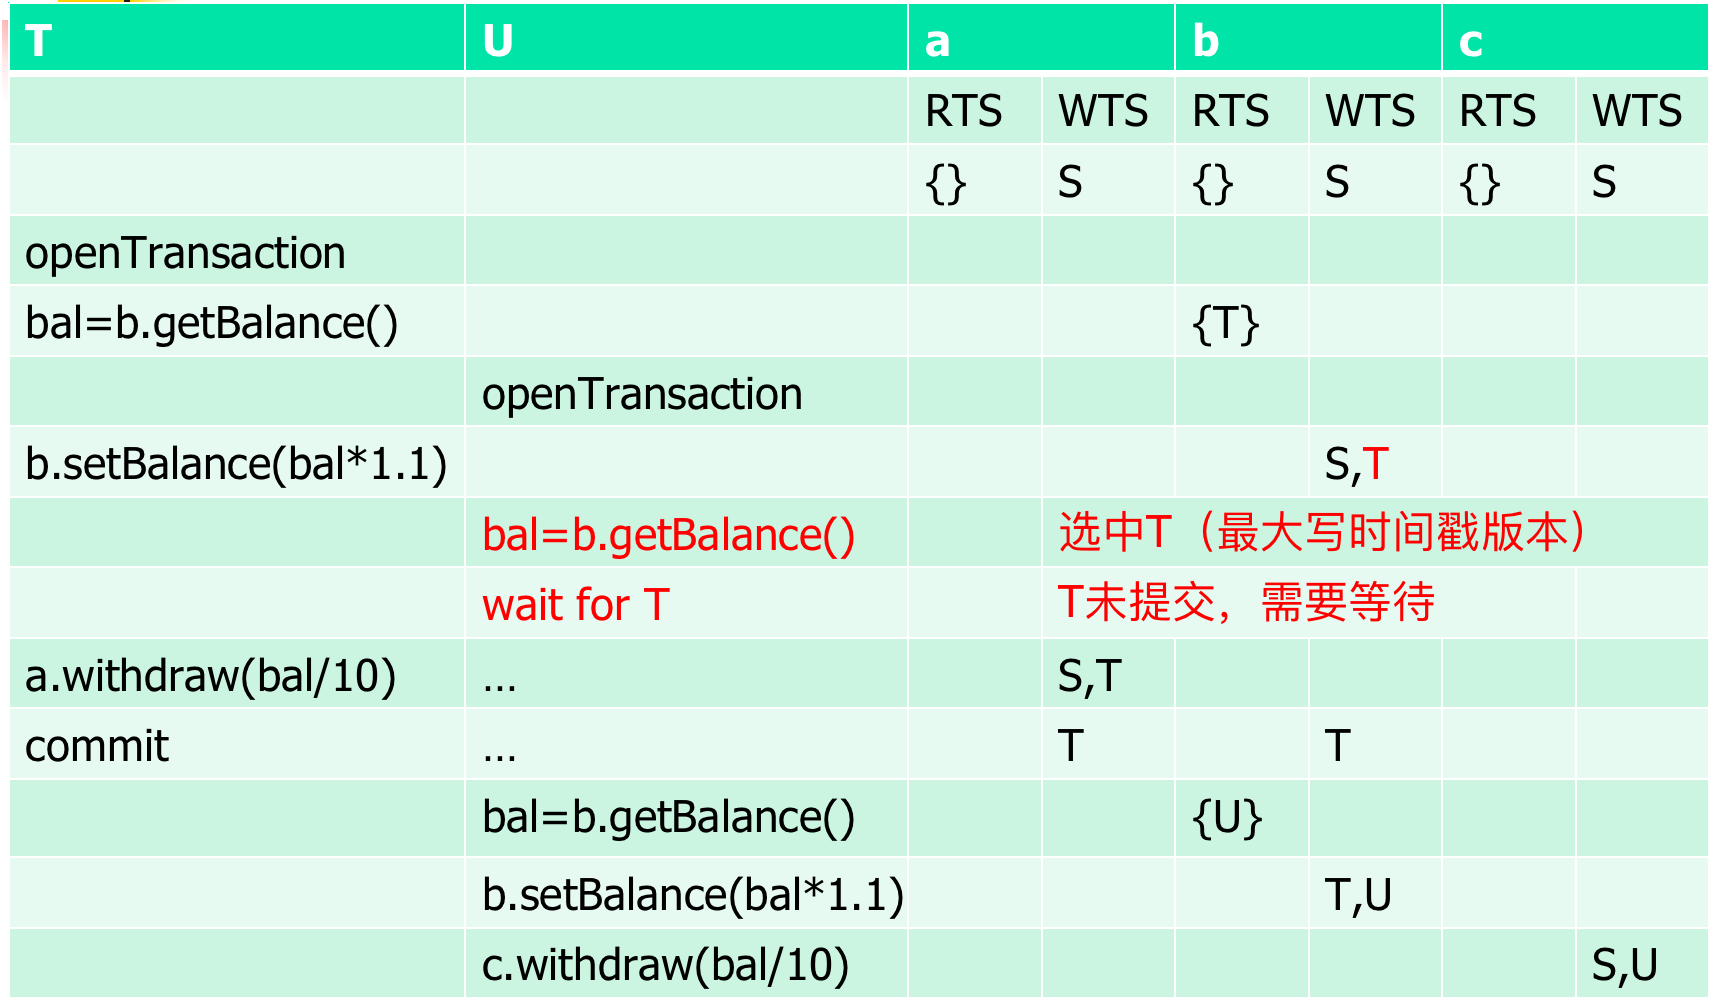 T U a b c
RTS WTS RTS WTS RTS WTS
{} S {} S {} S
openTransaction
bal=b.getBalance() {T}
openTransaction
b.setBalance(bal*1.1) S,T
bal=b.getBalance() 选中T（最大写时间戳版本）
wait for T T未提交，需要等待
a.withdraw(bal/10) ... S,T
commit ... T T
bal=b.getBalance() {U}
b.setBalance(bal*1.1) T,U
c.withdraw(bal/10) S,U